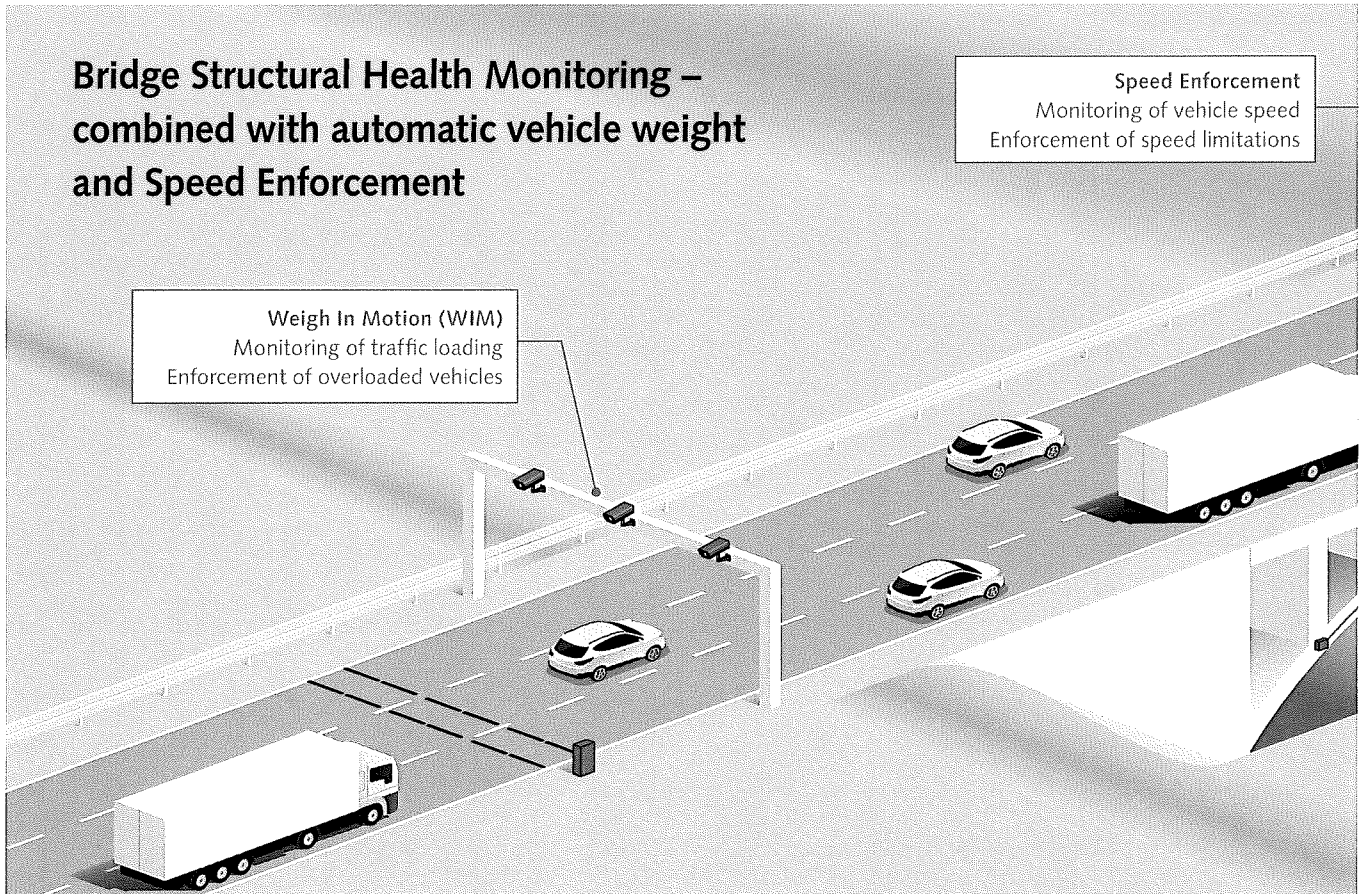 Bridge Structural Health Monitoring –
combined with automatic vehicle weight
and Speed Enforcement
Speed Enforcement
Monitoring of vehicle speed
Enforcement of speed limitations
Weigh In Motion (WIM)
Monitoring of traffic loading
Enforcement of overloaded vehicles